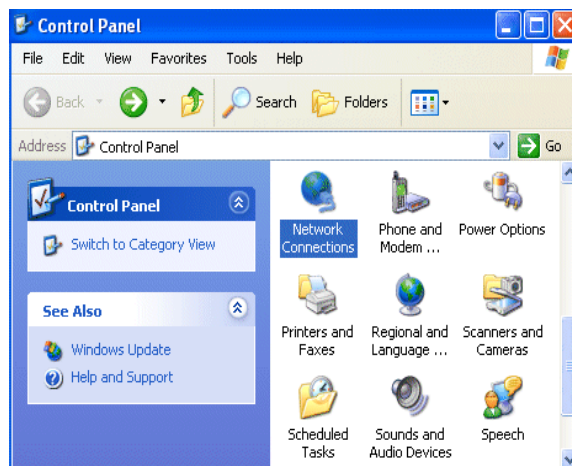 Control Panel
File Edit View Favorites Tools Help
Back Search Folders
Address Control Panel Go
Control Panel
Switch to Category View
See Also
Windows Update
Help and Support
Network
Connections
Phone and
Modem ...
Power Options
Printers and
Faxes
Regional and
Language ...
Scanners and
Cameras
Scheduled
Tasks
Sounds and
Audio Devices
Speech